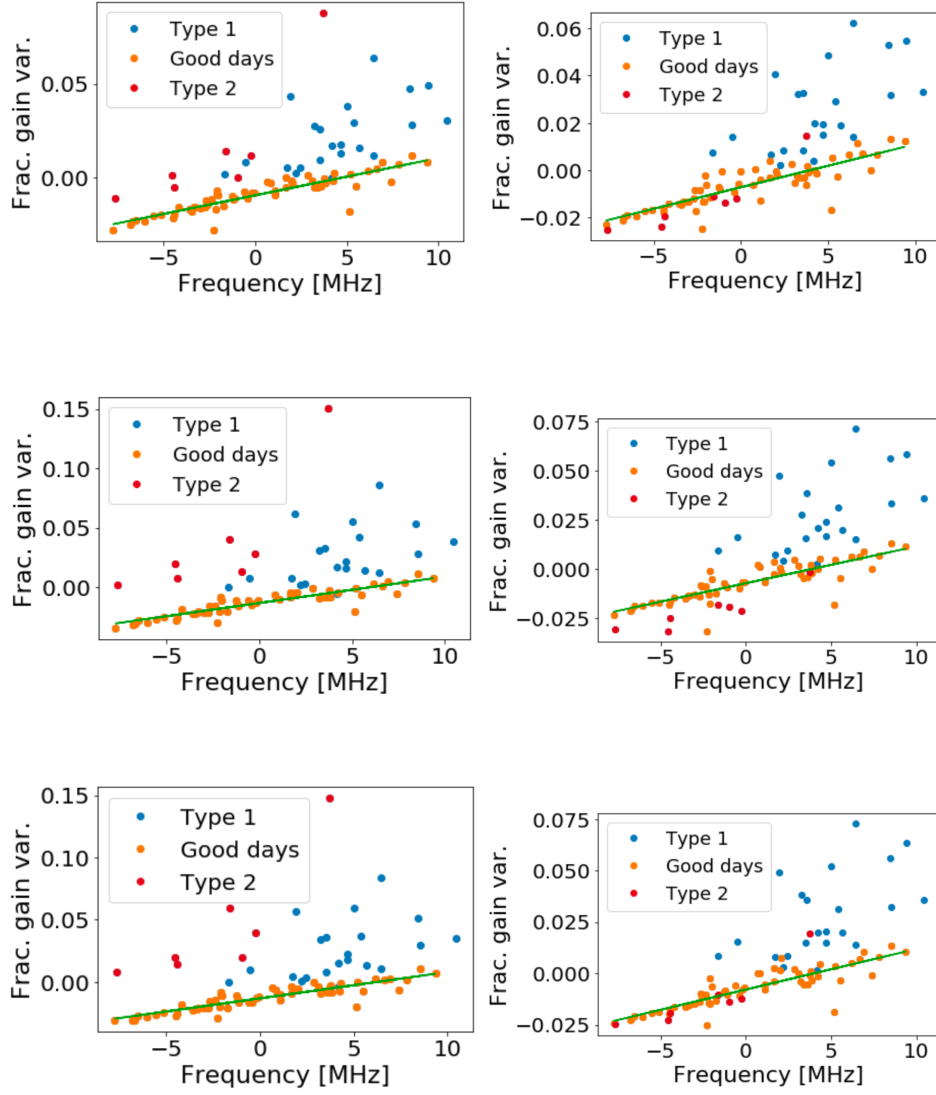 Frac. gain var.
0.05
0.00
Type 1
Good days
Type 2
−5
0
5
10
Frequency [MHz]
Frac. gain var.
0.06
0.04
0.02
0.00
−0.02
Type 1
Good days
Type 2
−5
0
5
10
Frequency [MHz]
Frac. gain var.
0.15
0.10
0.05
0.00
Type 1
Good days
Type 2
−5
0
5
10
Frequency [MHz]
Frac. gain var.
0.075
0.050
0.025
0.000
−0.025
Type 1
Good days
Type 2
−5
0
5
10
Frequency [MHz]
Frac. gain var.
0.15
0.10
0.05
0.00
Type 1
Good days
Type 2
−5
0
5
10
Frequency [MHz]
Frac. gain var.
0.075
0.050
0.025
0.000
−0.025
Type 1
Good days
Type 2
−5
0
5
10
Frequency [MHz]